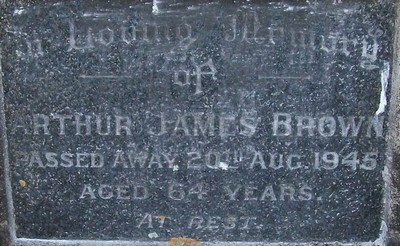 In Loving Memory
of
ARTHUR JAMES BROWN
PASSED AWAY 20TH AUG. 1945
AGED 64 YEARS.
AT REST.